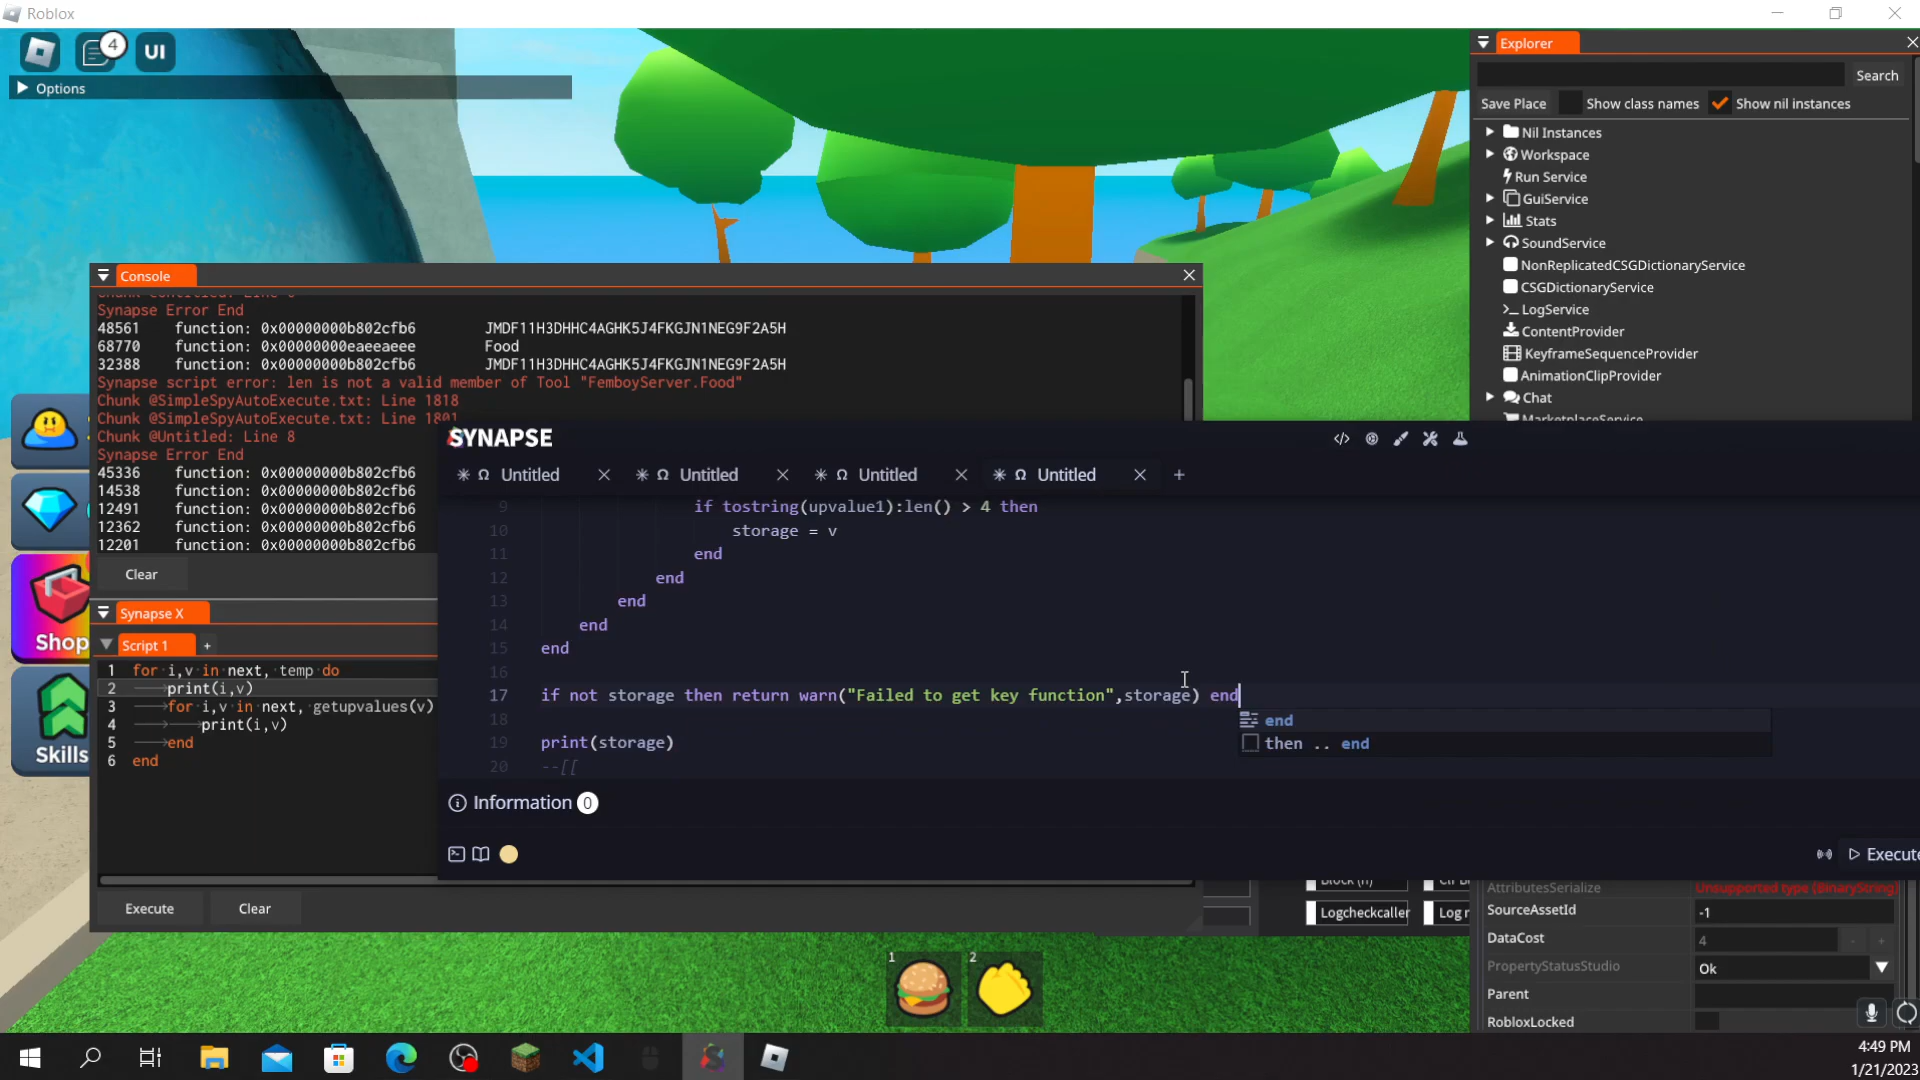 Roblox
4
UI
Options
Explorer
Search
Save Place
Show class names
Show nil instances
Nil Instances
Workspace
Run Service
GuiService
Stats
SoundService
NonReplicatedCSGDictionaryService
CSGDictionaryService
LogService
ContentProvider
KeyframeSequenceProvider
AnimationClipProvider
Chat
MarketplaceService
Console
Synapse Error End
48561 function: 0x00000000b802cfb6 JMDF11H3DHHC4AGHK5J4FKGJN1NEG9F2A5H
68770 function: 0x00000000eaeeaeee Food
32388 function: 0x00000000b802cfb6 JMDF11H3DHHC4AGHK5J4FKGJN1NEG9F2A5H
Synapse script error: len is not a valid member of Tool "FemboyServer.Food"
Chunk @SimpleSpyAutoExecute.txt: Line 1818
Chunk @SimpleSpyAutoExecute.txt: Line 1801
Chunk @Untitled: Line 8
Synapse Error End
45336 function: 0x00000000b802cfb6
14538 function: 0x00000000b802cfb6
12491 function: 0x00000000b802cfb6
12362 function: 0x00000000b802cfb6
12201 function: 0x00000000b802cfb6
Clear
Synapse X
Script 1 +
1 for i,v in next, temp do
2 print(i,v)
3 for i,v in next, getupvalues(v)
4 print(i,v)
5 end
6 end
Execute
Clear
Shop
Skills
SYNAPSE
Untitled
Untitled
Untitled
Untitled
9 if tostring(upvalue1):len() > 4 then
10 storage = v
11 end
12 end
13 end
14 end
15 end
16
17 if not storage then return warn("Failed to get key function",storage) end
18
end
then .. end
19 print(storage)
20 --[[
Information 0
Execute
Logcheckcaller
AttributesSerialize Unsupported type (BinaryString)
SourceAssetId -1
DataCost 4
PropertyStatusStudio Ok
Parent
RobloxLocked
1
2
4:49 PM
1/21/2023